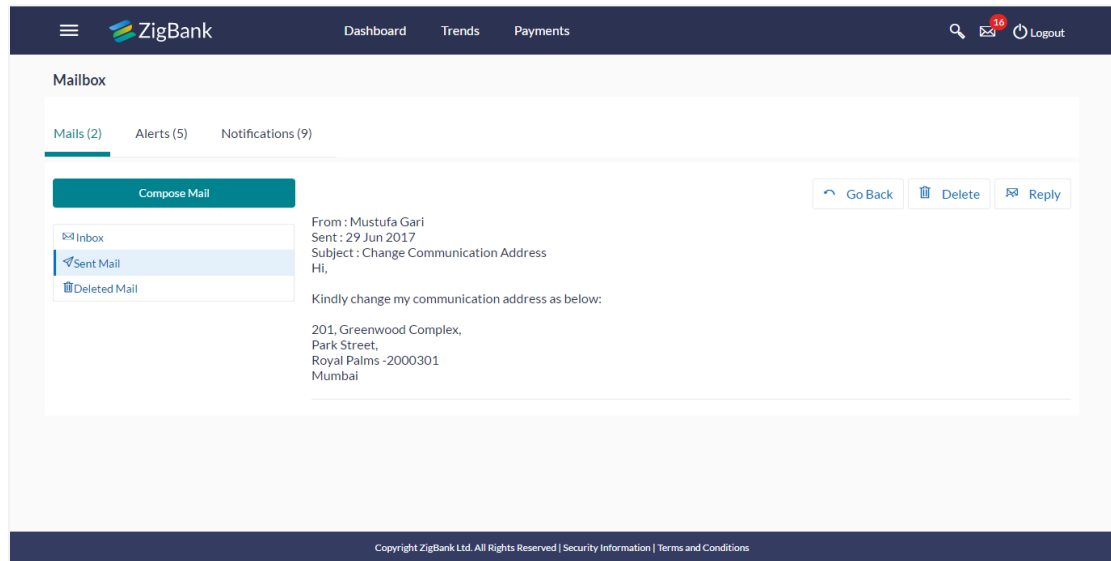 ZigBank
Dashboard Trends Payments
16
Logout
Mailbox
Mails (2) Alerts (5) Notifications (9)
Compose Mail
Go Back Delete Reply
Inbox
Sent Mail
Deleted Mail
From : Mustufa Gari
Sent : 29 Jun 2017
Subject : Change Communication Address
Hi,
Kindly change my communication address as below:
201, Greenwood Complex,
Park Street,
Royal Palms -2000301
Mumbai
Copyright ZigBank Ltd. All Rights Reserved | Security Information | Terms and Conditions